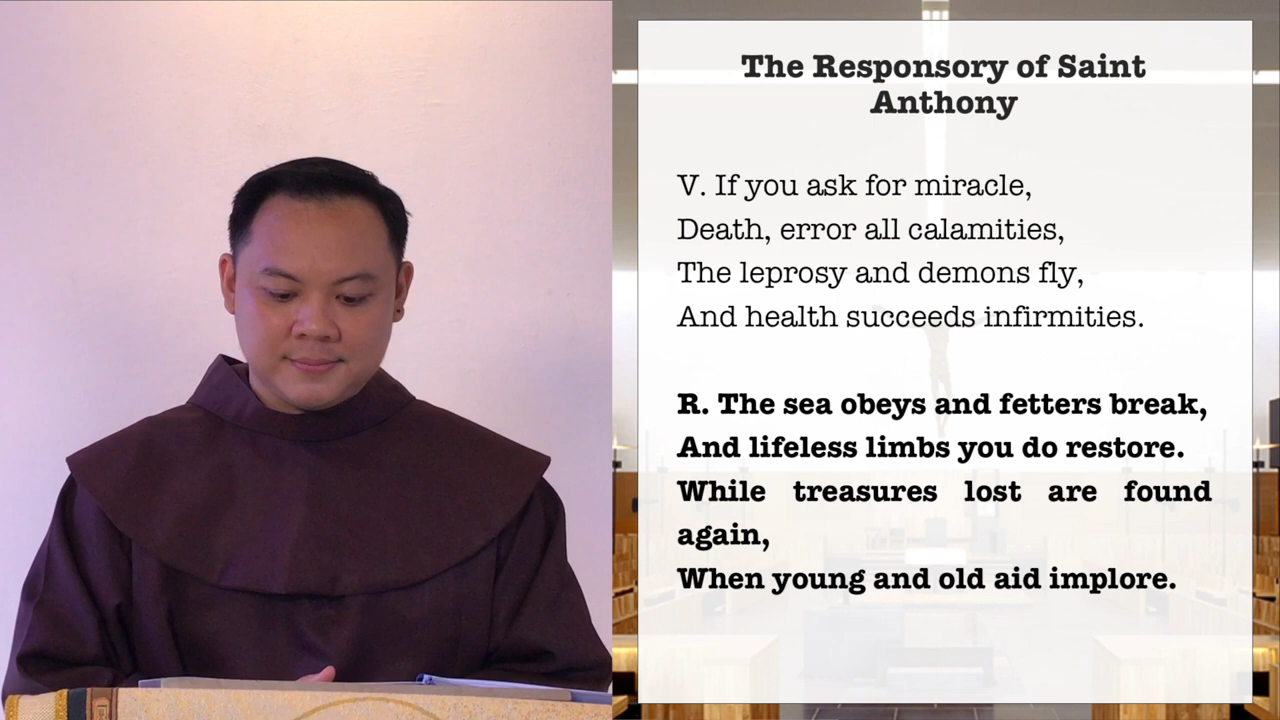 The Responsory of Saint
Anthony
V. If you ask for miracle,
Death, error all calamities,
The leprosy and demons fly,
And health succeeds infirmities.
R. The sea obeys and fetters break,
And lifeless limbs you do restore.
While treasures lost are found
again,
When young and old aid implore.